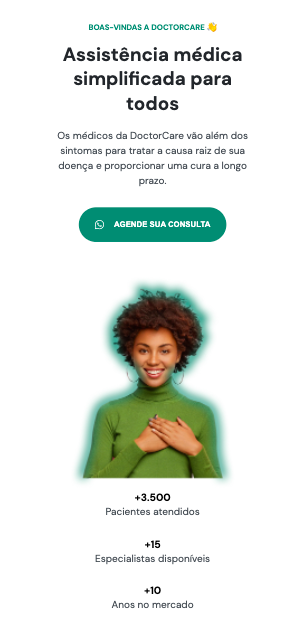 BOAS-VINDAS A DOCTORCARE 👋
Assistência médica
simplificada para
todos
Os médicos da DoctorCare vão além dos
sintomas para tratar a causa raiz de sua
doença e proporcionar uma cura a longo
prazo.
AGENDE SUA CONSULTA
+3.500
Pacientes atendidos
+15
Especialistas disponíveis
+10
Anos no mercado